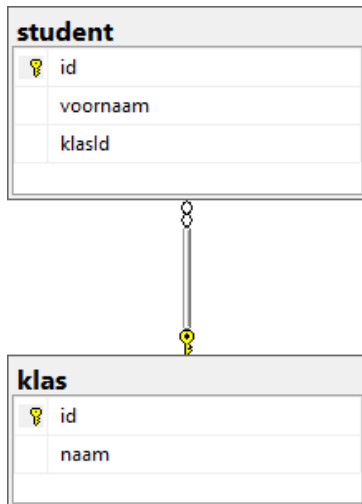 student
id
voornaam
klasId
klas
id
naam